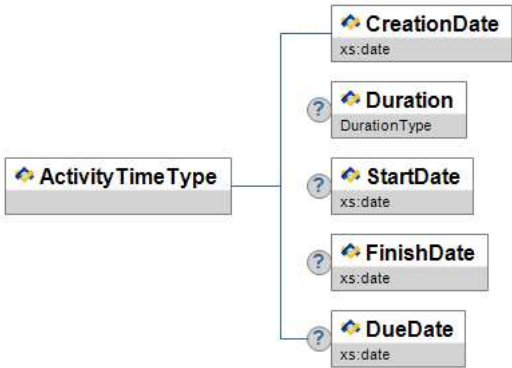 CreationDate
xs:date
?
Duration
DurationType
ActivityTimeType
?
StartDate
xs:date
?
FinishDate
xs:date
?
DueDate
xs:date